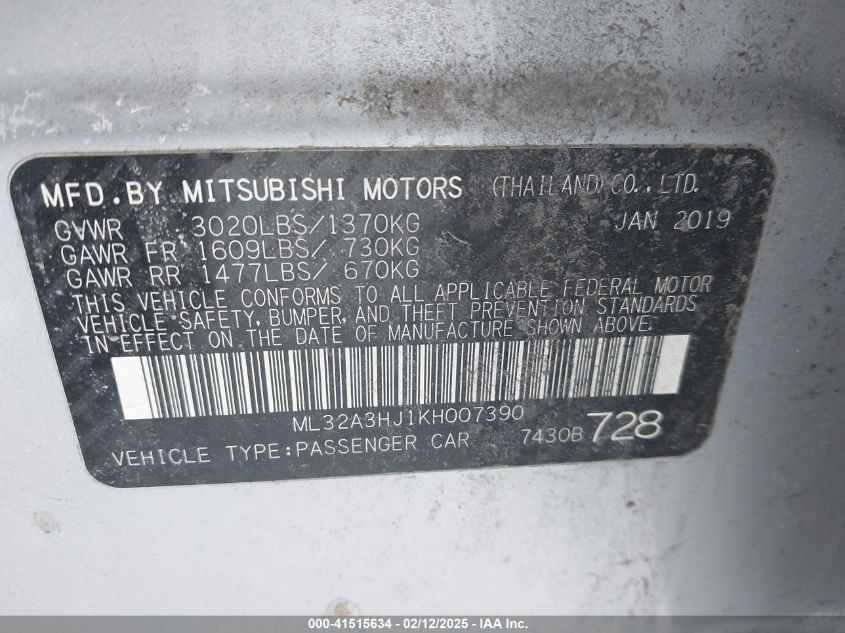 MFD.BY MITSUBISHI MOTORS (THAILAND) CO.,LTD.
GVWR 3020LBS/1370KG JAN 2019
GAWR FR 1609LBS/ 730KG
GAWR RR 1477LBS/ 670KG
THIS VEHICLE CONFORMS TO ALL APPLICABLE FEDERAL MOTOR
VEHICLE SAFETY, BUMPER, AND THEFT PREVENTION STANDARDS
IN EFFECT ON THE DATE OF MANUFACTURE SHOWN ABOVE.
ML32A3HJ1KH007390
VEHICLE TYPE:PASSENGER CAR 7430B 728
000-41515634 - 02/12/2025 - IAA Inc.